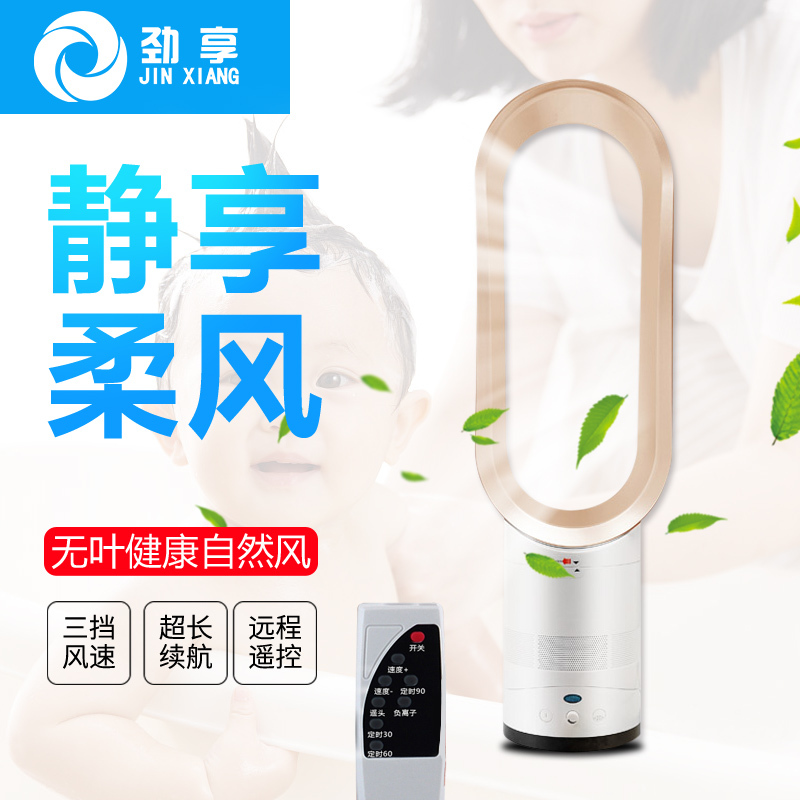 劲享
JIN XIANG
静享
柔风
无叶健康自然风
三挡
风速
超长
续航
远程
遥控
开关
速度+
速度- 定时90
遥头 负离子
定时30
定时60